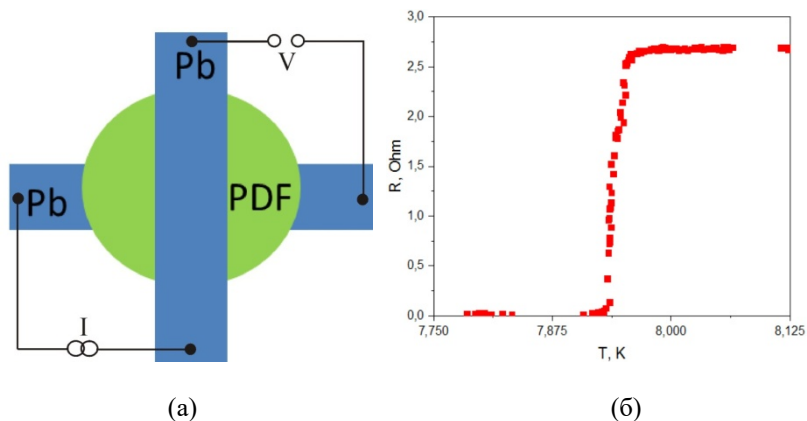 Pb
V
Pb
PDF
I
(а)
R, Ohm
3,0
2,5
2,0
1,5
1,0
0,5
0,0
7,750
7,875
8,000
8,125
T, K
(б)